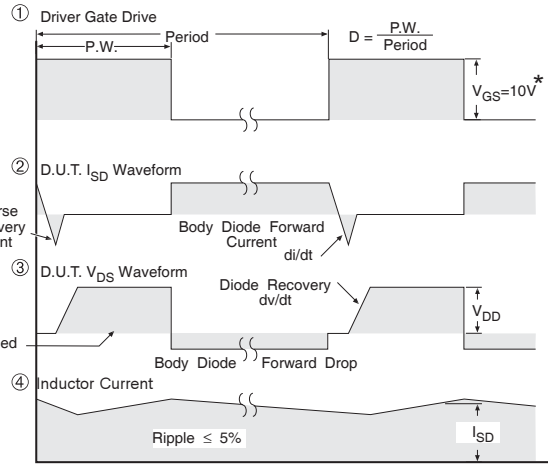 ① Driver Gate Drive
P.W.
Period
D = P.W.
Period
VGS=10V*
② D.U.T. ISD Waveform
Body Diode Forward
Current
di/dt
③ D.U.T. VDS Waveform
Diode Recovery
dv/dt
VDD
Body Diode Forward Drop
④ Inductor Current
Ripple ≤ 5%
ISD